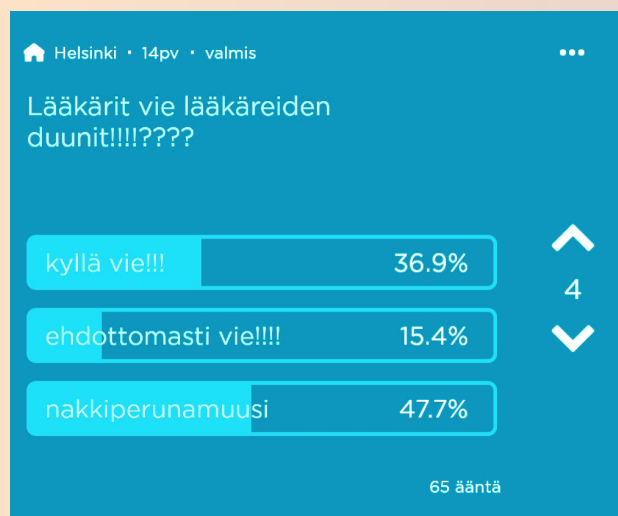 Helsinki • 14pv • valmis
Lääkärit vie lääkäreiden
duunit!!!!????
kyllä vie!!! 36.9%
4
ehdottomasti vie!!!! 15.4%
nakkiperunamuusi 47.7%
65 ääntä